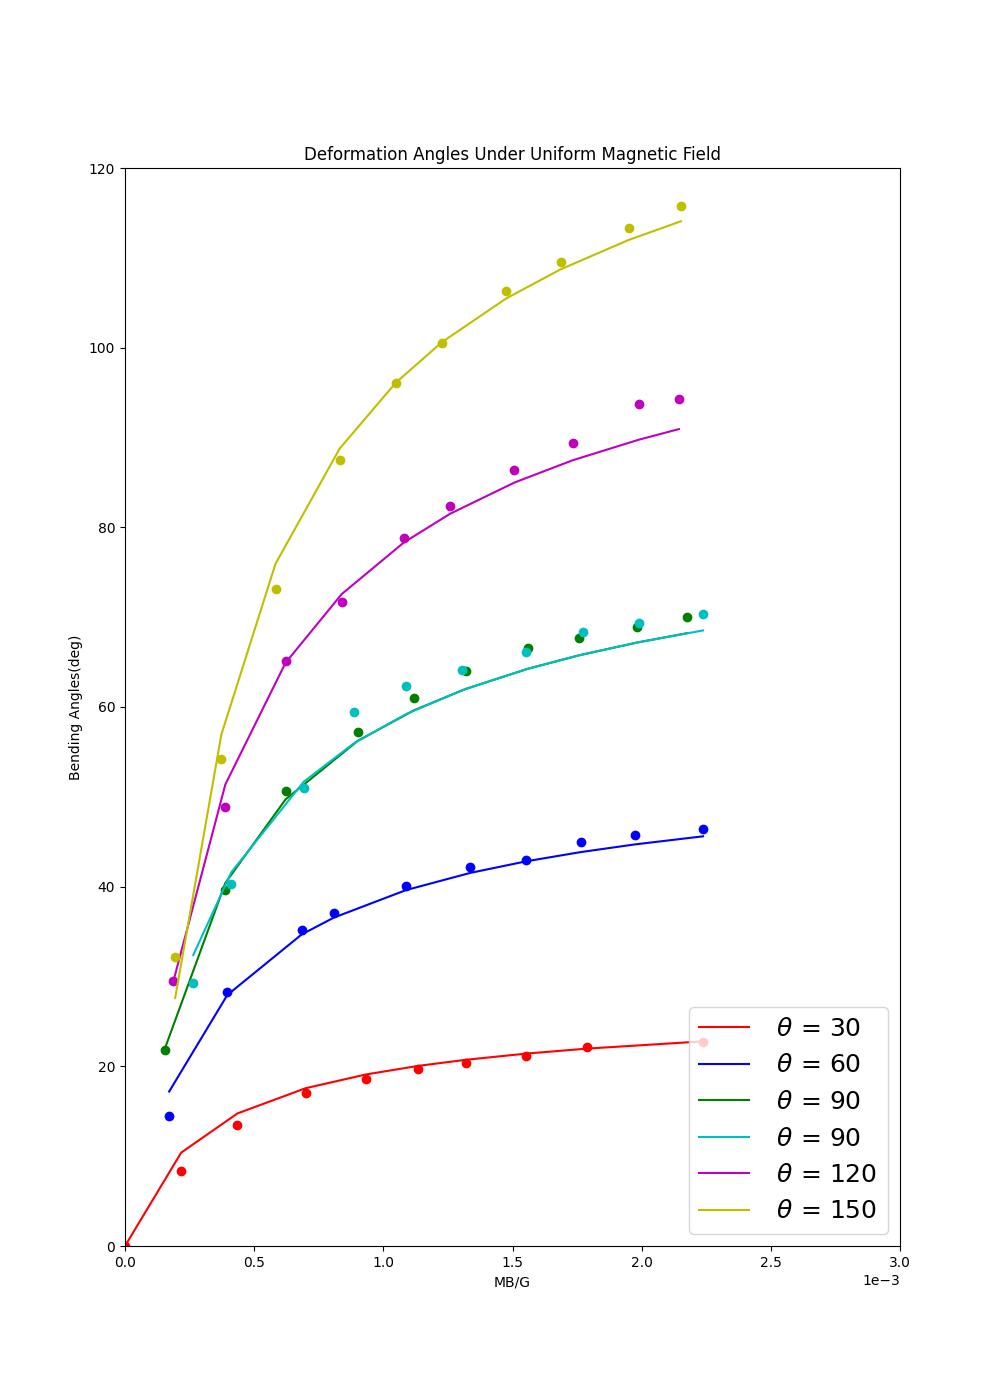 Deformation Angles Under Uniform Magnetic Field
120
100
80
60
40
20
0
Bending Angles(deg)
θ = 30
θ = 60
θ = 90
θ = 90
θ = 120
θ = 150
0.0 0.5 1.0 1.5 2.0 2.5 3.0
MB/G
1e−3